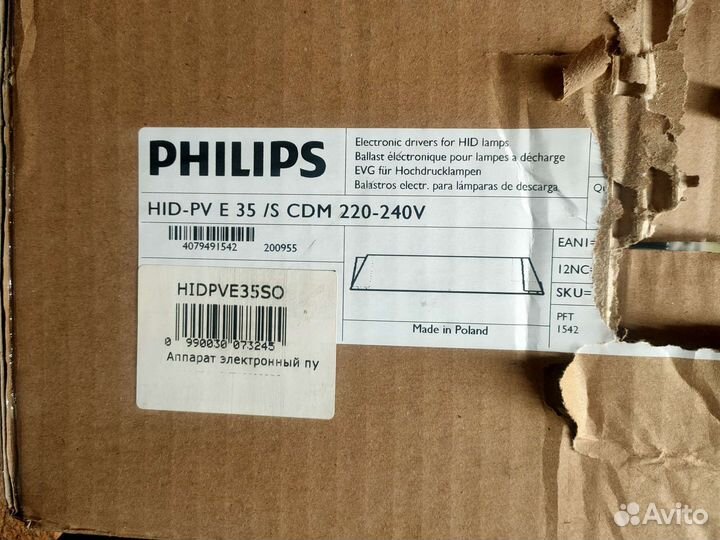 PHILIPS
Electronic drivers for HID lamps
Ballast éléctronique pour lampes a décharge
EVG für Hochdrucklampen
Balastros electr. para lámparas de descarga
HID-PV E 35 /S CDM 220-240V
4079491542 200955
EAN1=
12NC=
SKU=
PFT
1542
Made in Poland
HIDPVE35SO
0 990030 073245
Аппарат электронный пу
Avito